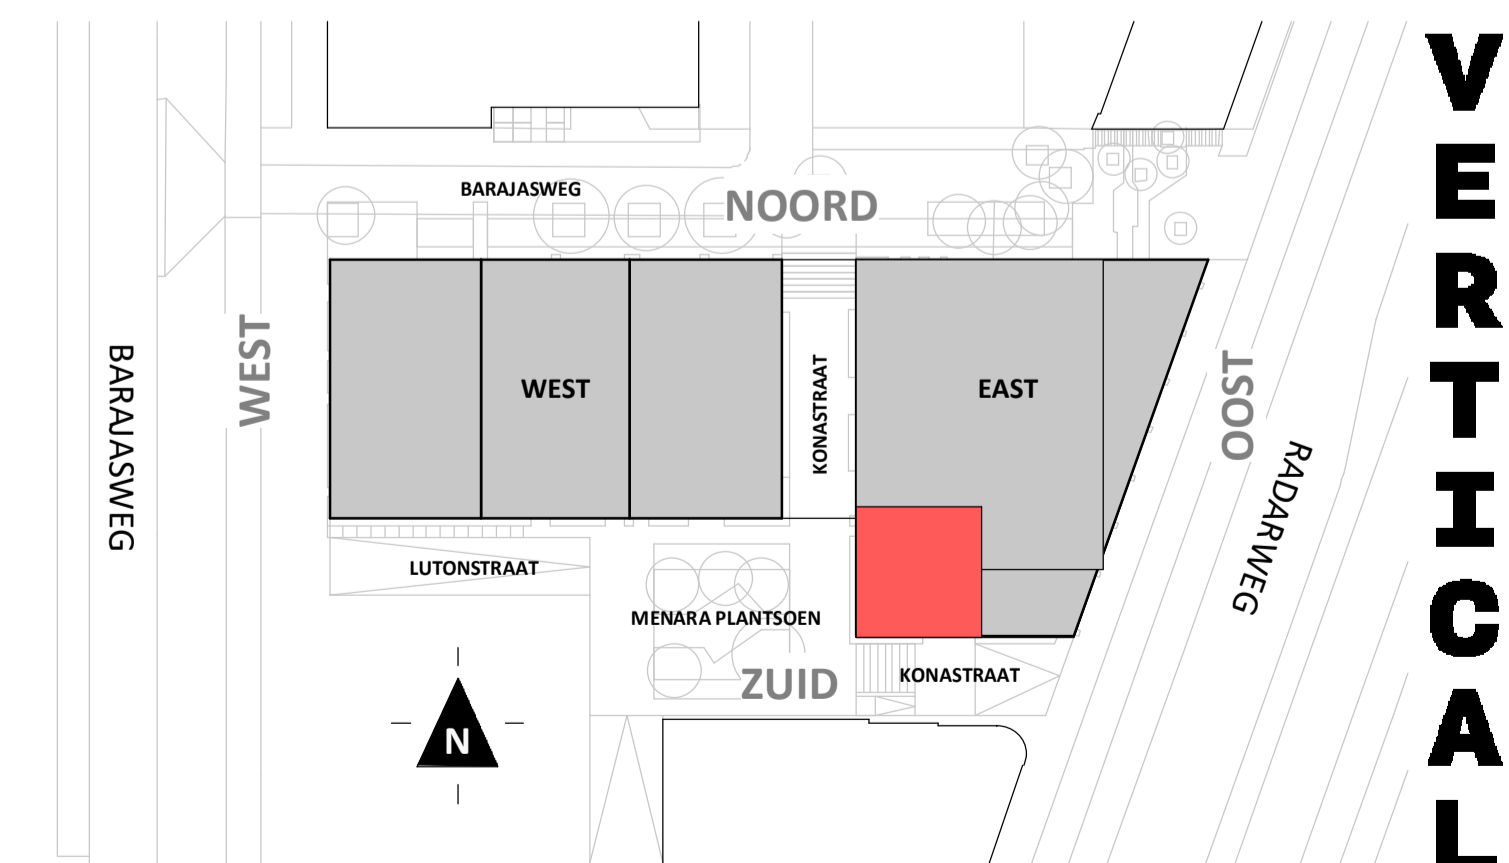 BARAJASWEG
NOORD
BARAJASWEG
WEST
WEST
KONASTRAAT
EAST
OOST
RADARWEG
LUTONSTRAAT
MENARA PLANTSOEN
ZUID
KONASTRAAT
N
VERTICAL